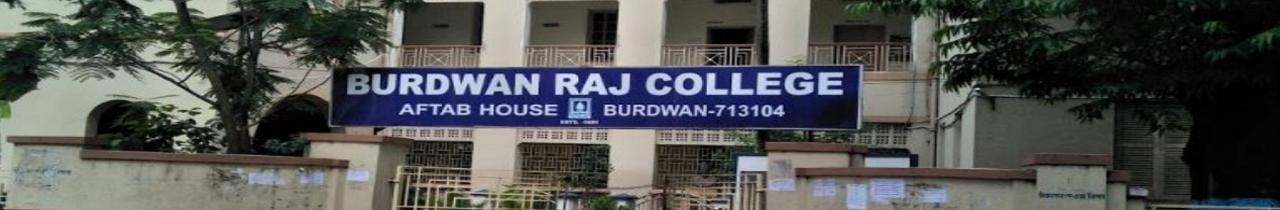 BURDWAN RAJ COLLEGE
AFTAB HOUSE BURDWAN-713104